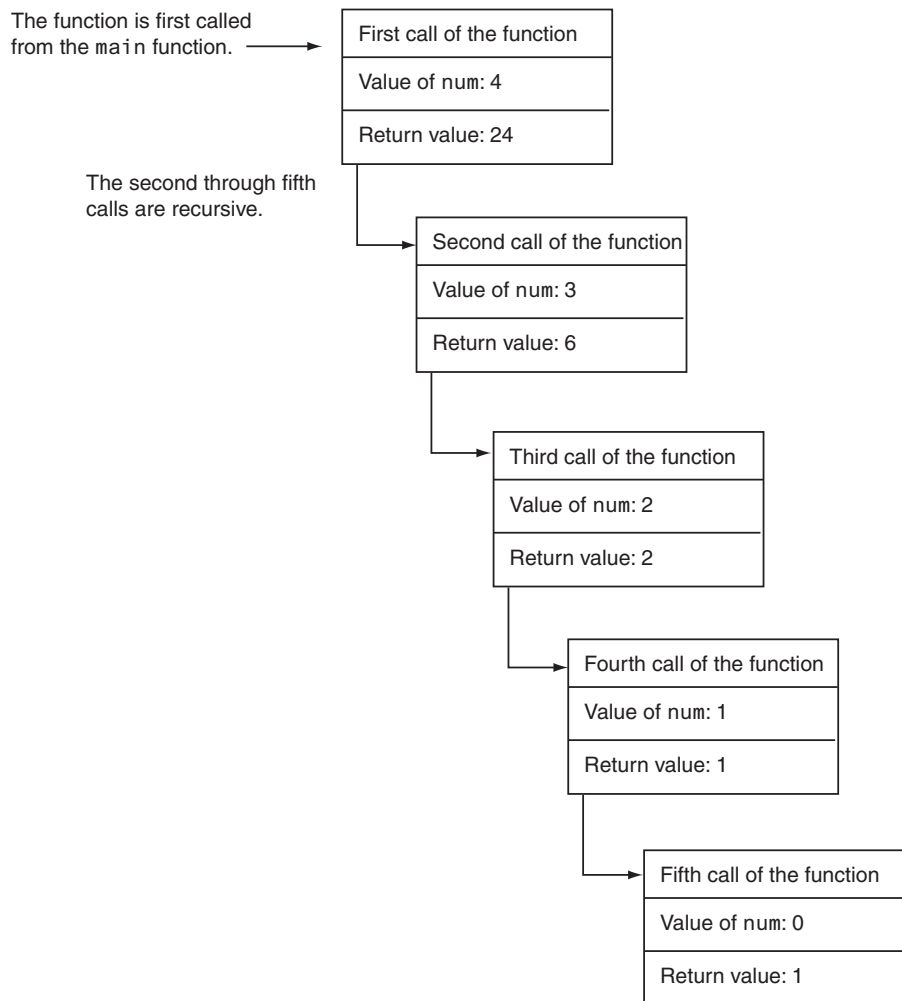 The function is first called
from the main function.
First call of the function
Value of num: 4
Return value: 24
The second through fifth
calls are recursive.
Second call of the function
Value of num: 3
Return value: 6
Third call of the function
Value of num: 2
Return value: 2
Fourth call of the function
Value of num: 1
Return value: 1
Fifth call of the function
Value of num: 0
Return value: 1